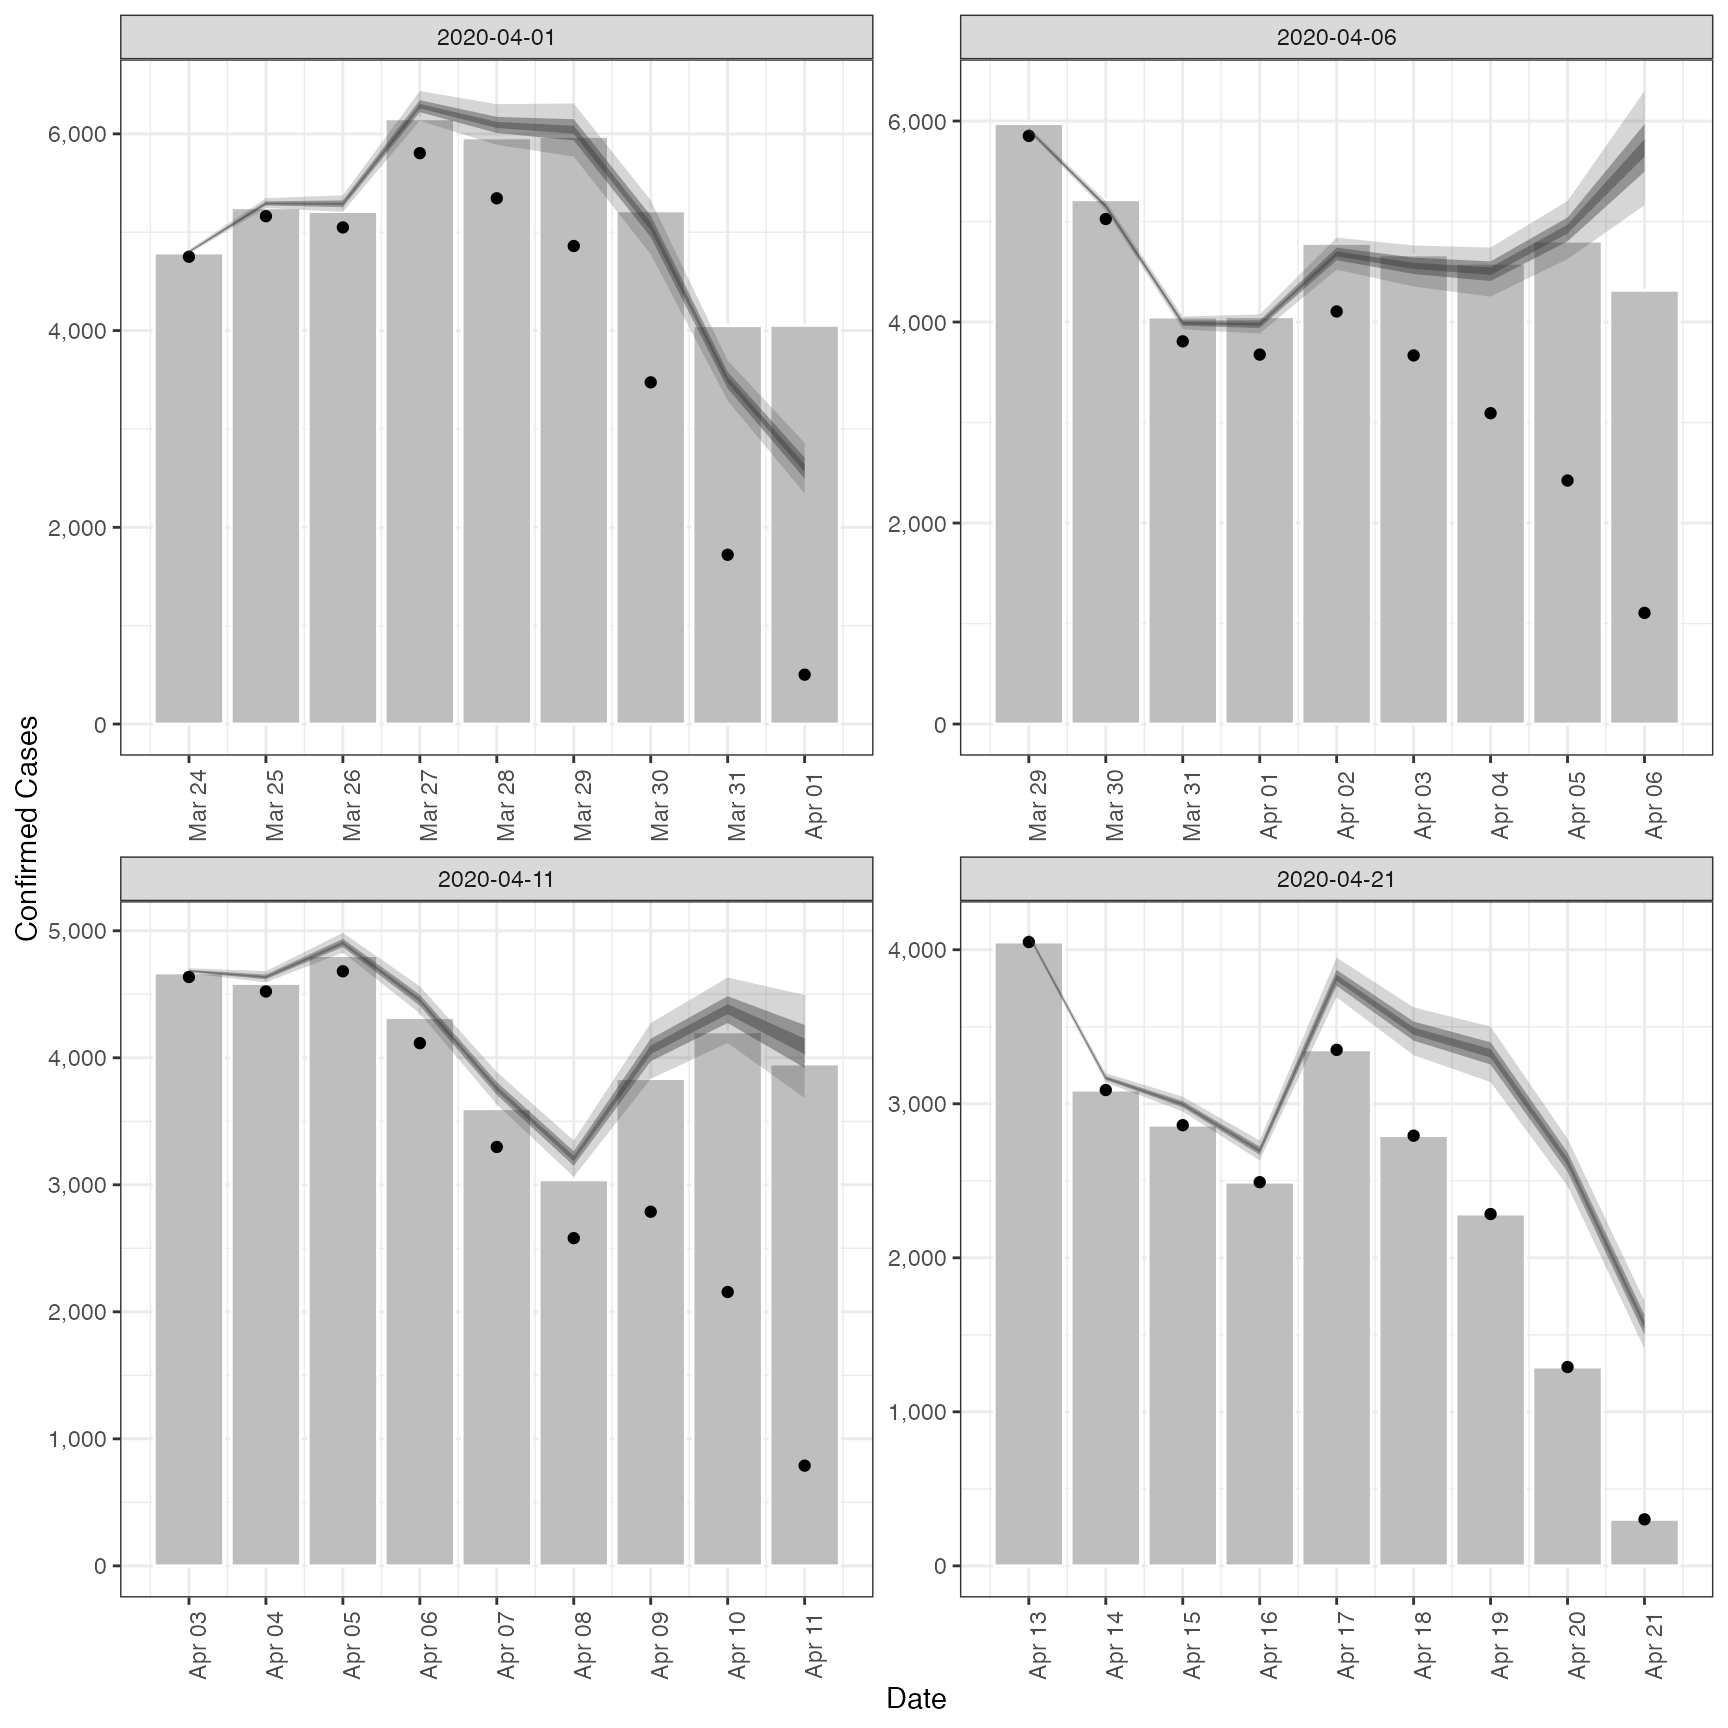 2020-04-01
6,000
4,000
2,000
0
Mar 24
Mar 25
Mar 26
Mar 27
Mar 28
Mar 29
Mar 30
Mar 31
Apr 01
2020-04-06
6,000
4,000
2,000
0
Mar 29
Mar 30
Mar 31
Apr 01
Apr 02
Apr 03
Apr 04
Apr 05
Apr 06
Confirmed Cases
2020-04-11
5,000
4,000
3,000
2,000
1,000
0
Apr 03
Apr 04
Apr 05
Apr 06
Apr 07
Apr 08
Apr 09
Apr 10
Apr 11
2020-04-21
4,000
3,000
2,000
1,000
0
Apr 13
Apr 14
Apr 15
Apr 16
Apr 17
Apr 18
Apr 19
Apr 20
Apr 21
Date